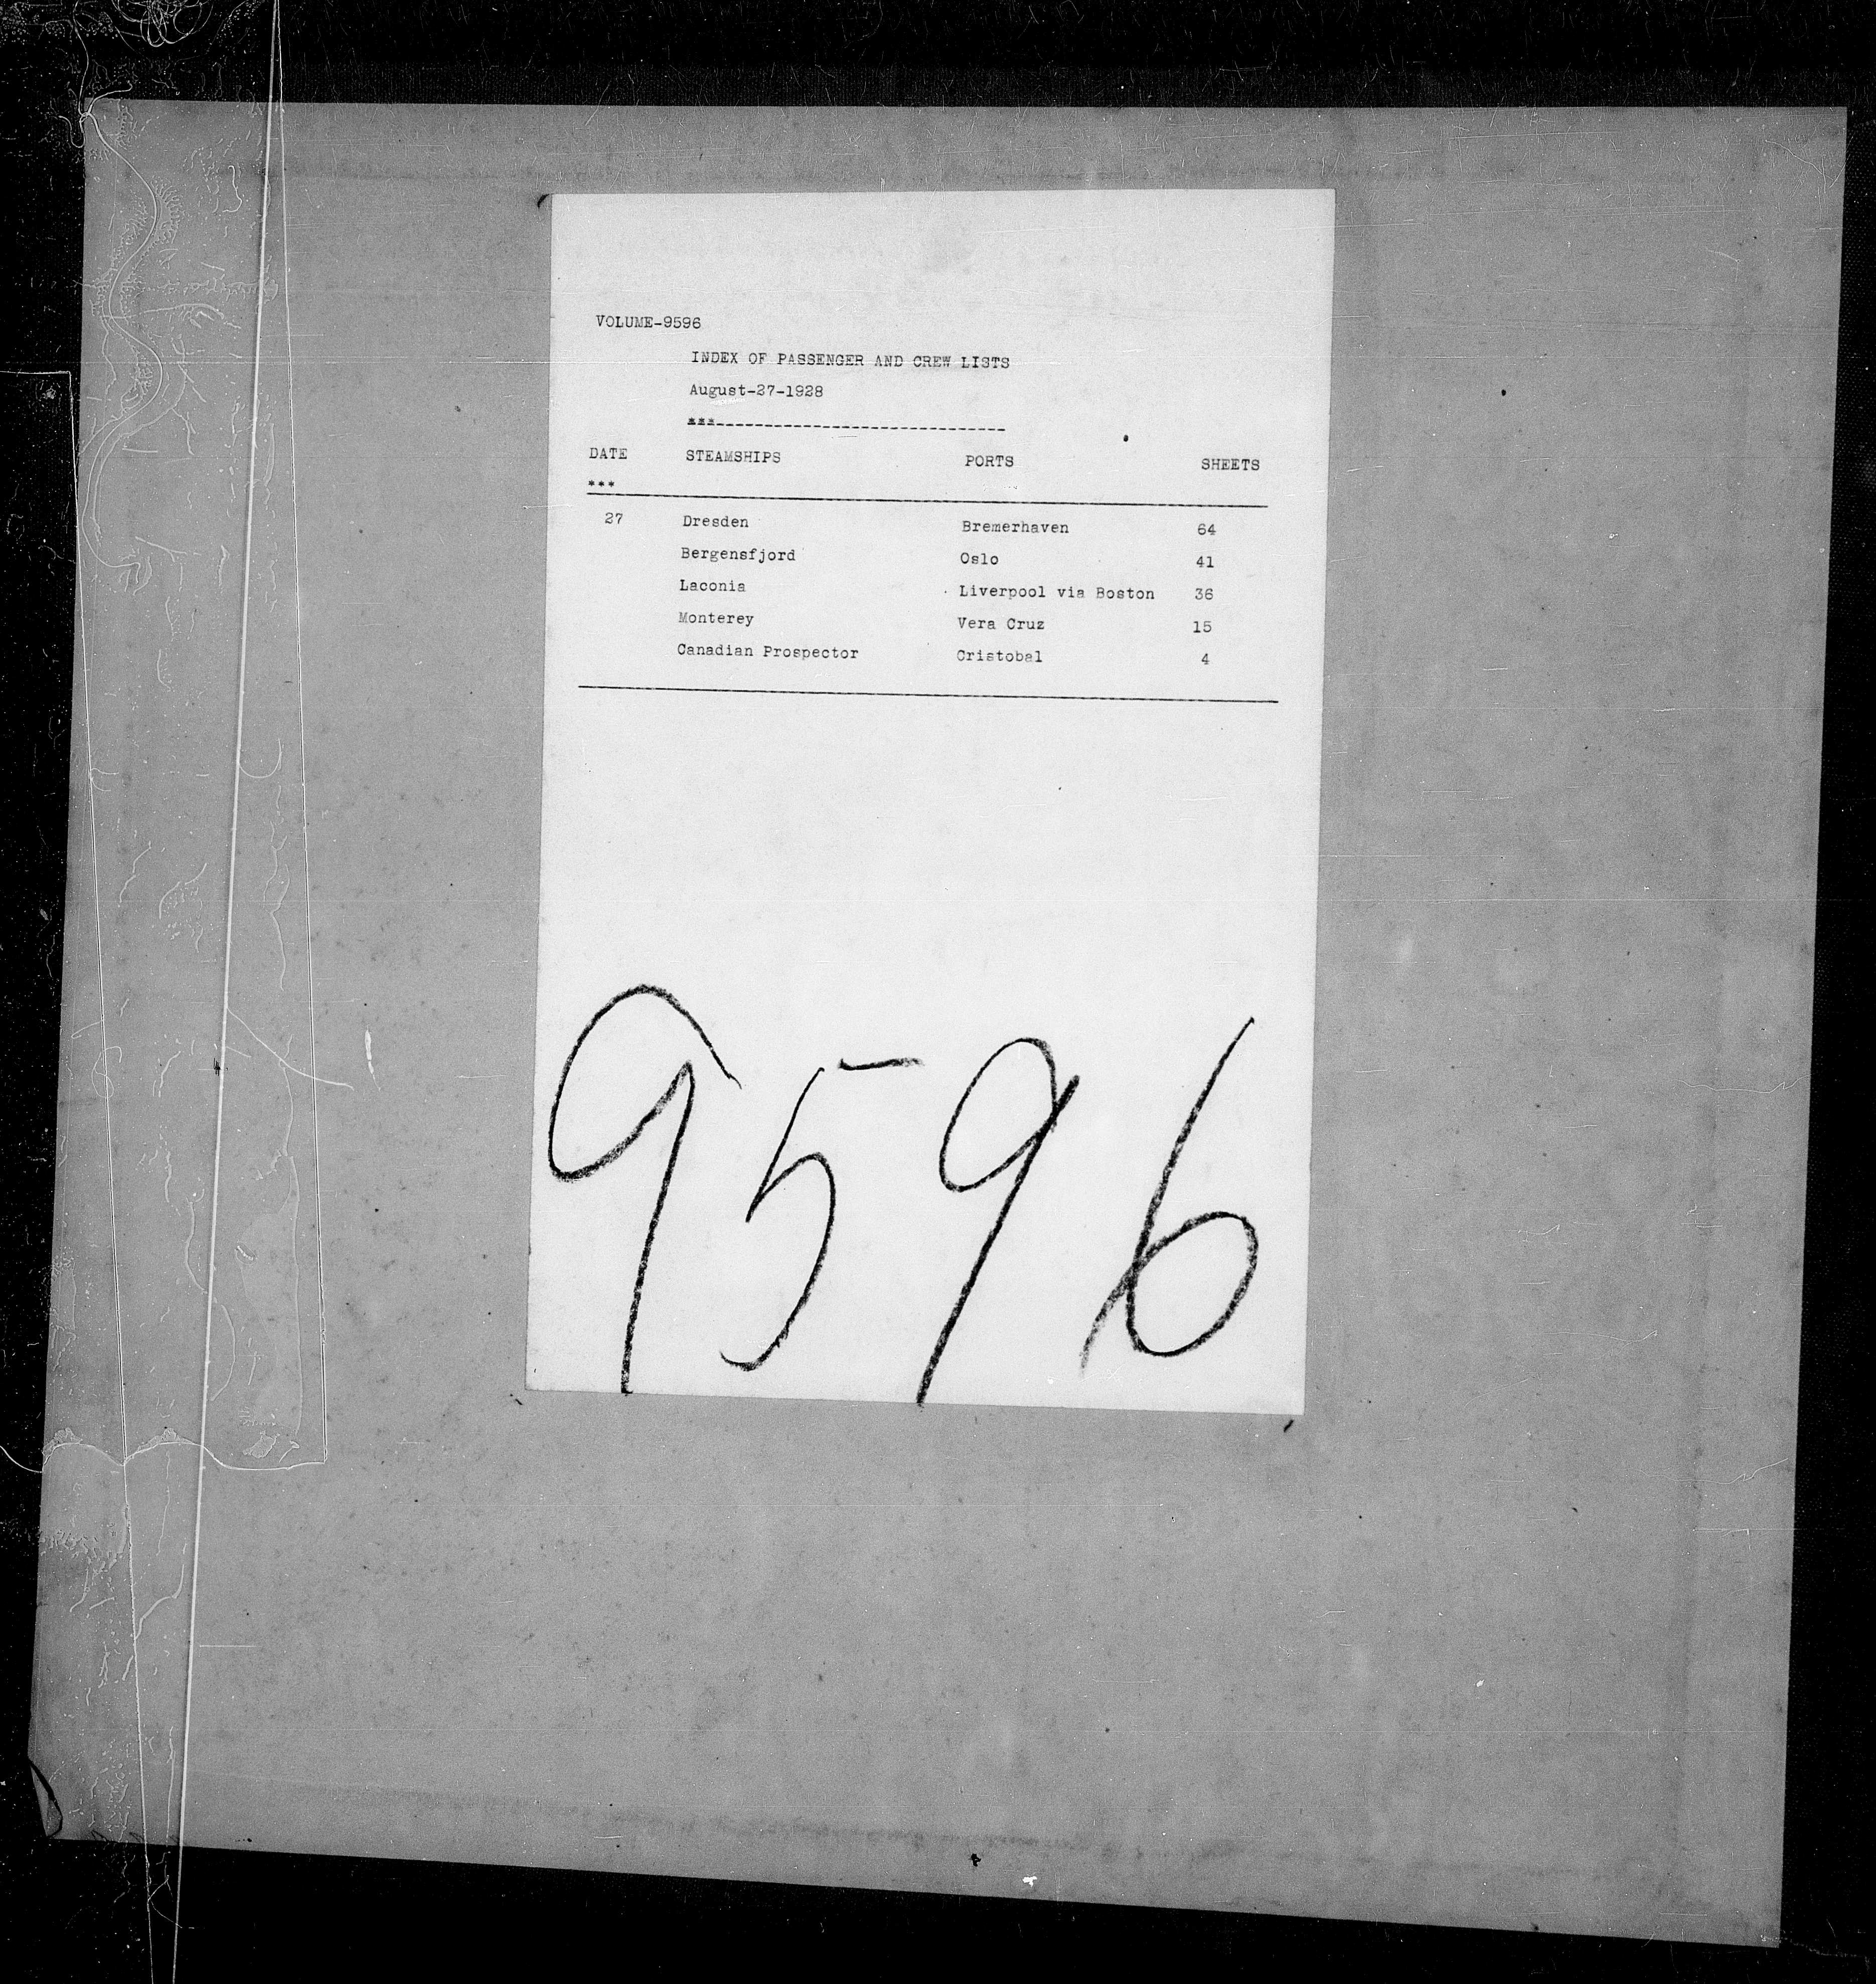 VOLUME-9596
INDEX OF PASSENGER AND CREW LISTS
August-27-1928
***------------------------------
DATE STEAMSHIPS PORTS SHEETS
***
27 Dresden Bremerhaven 64
Bergensfjord Oslo 41
Laconia Liverpool via Boston 36
Monterey Vera Cruz 15
Canadian Prospector Cristobal 4
9596